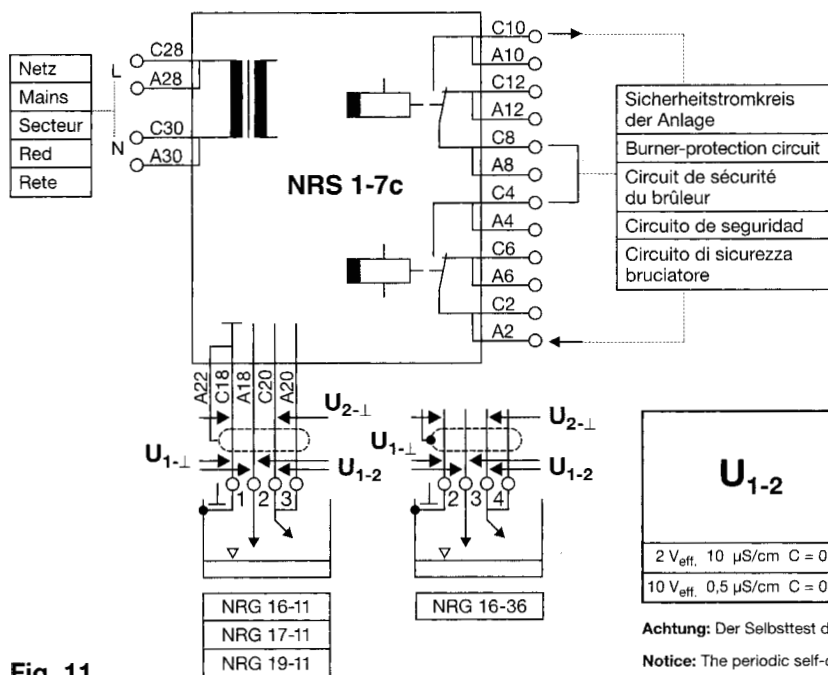 Netz
Mains
Secteur
Red
Rete
L
N
C28
A28
C30
A30
NRS 1-7c
C10
A10
C12
A12
C8
A8
C4
A4
C6
A6
C2
A2
Sicherheitstromkreis
der Anlage
Burner-protection circuit
Circuit de sécurité
du brûleur
Circuito de seguridad
Circuito di sicurezza
bruciatore
A22
C18
A18
C20
A20
U2-⊥
U1-⊥
U1-2
1 2 3
NRG 16-11
NRG 17-11
NRG 19-11
U2-⊥
U1-⊥
U1-2
2 3 4
NRG 16-36
U1-2
2 Veff. 10 µS/cm C = 0
10 Veff. 0,5 µS/cm C = 0
Achtung: Der Selbsttest d
Notice: The periodic self-c
Fig. 11